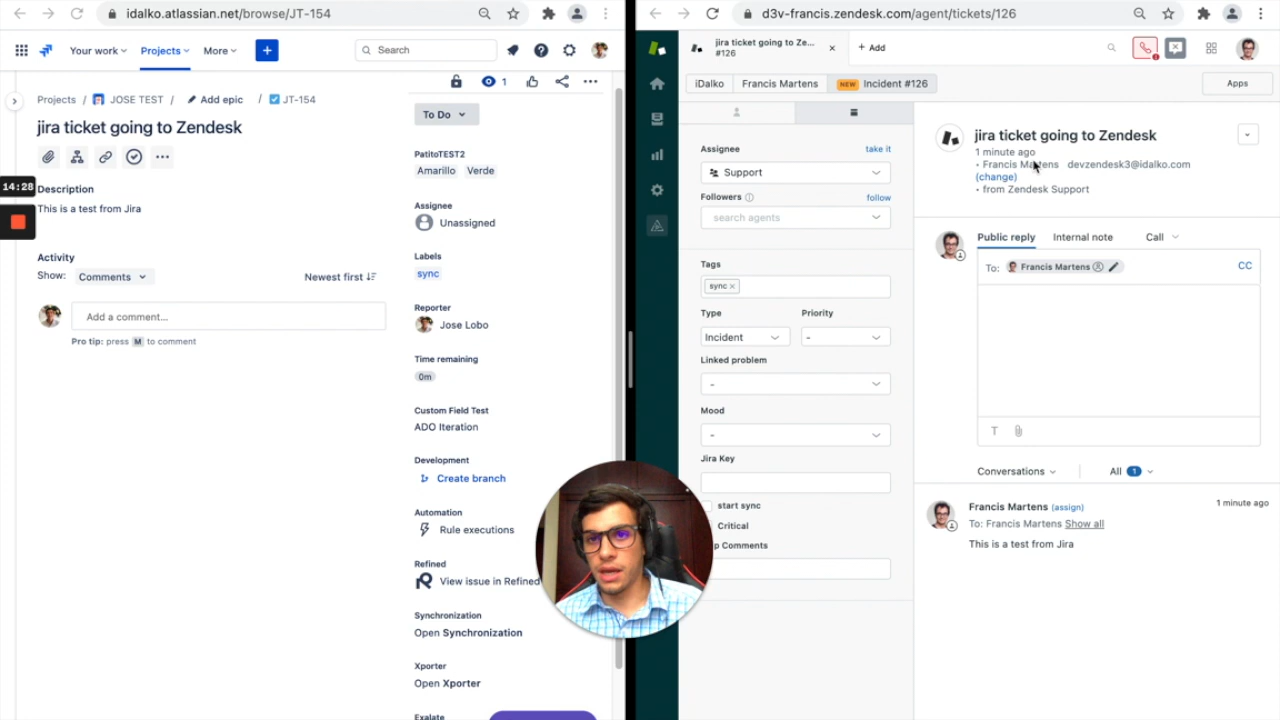 idalko.atlassian.net/browse/JT-154
Your work
Projects
More
Search
1
Projects / JOSE TEST / Add epic / JT-154
jira ticket going to Zendesk
14:28
Description
This is a test from Jira
Activity
Show: Comments
Newest first
Add a comment...
Pro tip: press M to comment
To Do
PatitoTEST2
Amarillo Verde
Assignee
Unassigned
Labels
sync
Reporter
Jose Lobo
Time remaining
0m
Custom Field Test
ADO Iteration
Development
Create branch
Automation
Rule executions
Refined
View issue in Refined
Synchronization
Open Synchronization
Xporter
Open Xporter
Exalate
d3v-francis.zendesk.com/agent/tickets/126
jira ticket going to Ze...
#126
+ Add
iDalko
Francis Martens
NEW Incident #126
Apps
Assignee
take it
Support
Followers
follow
search agents
Tags
sync ×
Type
Priority
Incident
-
Linked problem
-
Mood
-
Jira Key
start sync
Critical
Comments
jira ticket going to Zendesk
1 minute ago
• Francis Martens devzendesk3@idalko.com
(change)
• from Zendesk Support
Public reply
Internal note
Call
To: Francis Martens
CC
T
Conversations
All 1
Francis Martens (assign)
1 minute ago
To: Francis Martens Show all
This is a test from Jira